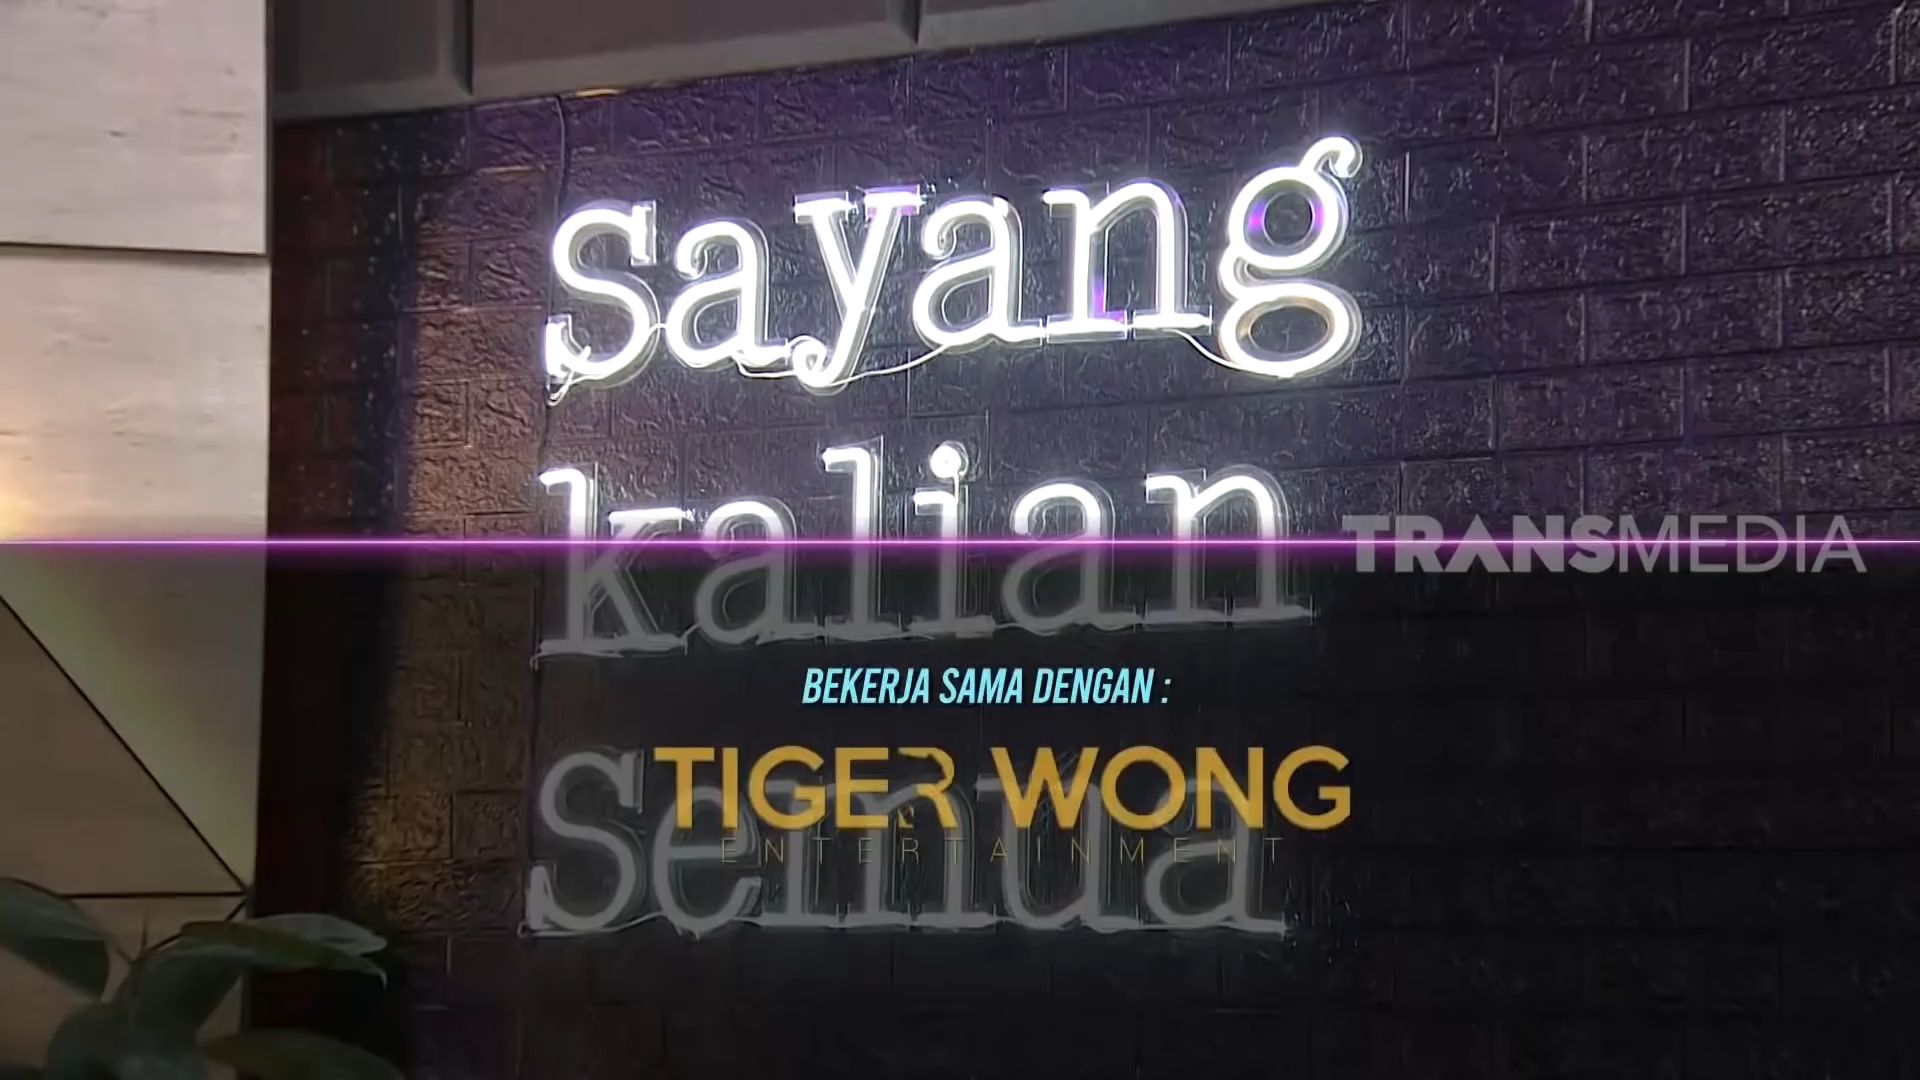 sayang
kalian
TRANSMEDIA
BEKERJA SAMA DENGAN :
semua
TIGER WONG
ENTERTAINMENT